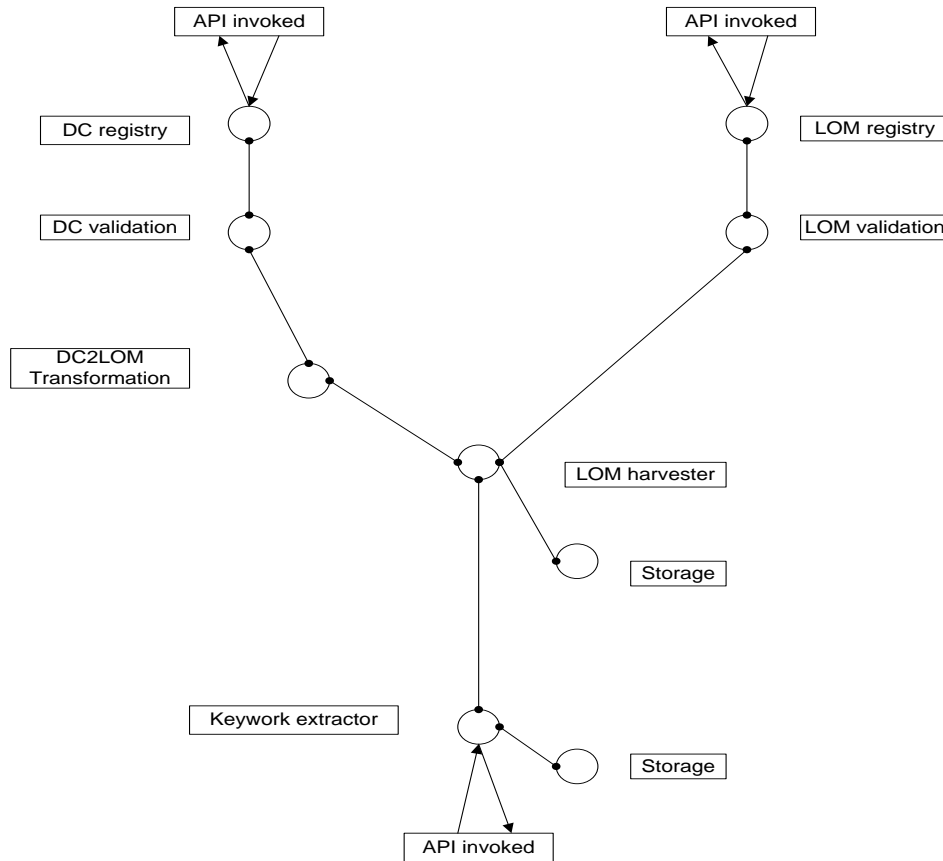 API invoked
API invoked
DC registry
LOM registry
DC validation
LOM validation
DC2LOM
Transformation
LOM harvester
Storage
Keywork extractor
Storage
API invoked